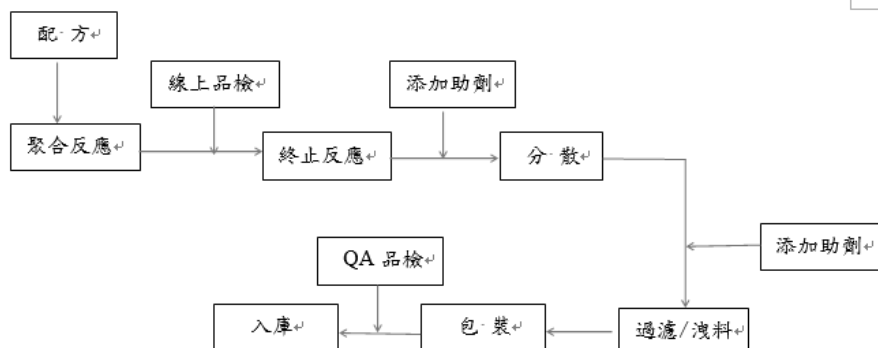 配 方
線上品檢
添加助劑
聚合反應
終止反應
分 散
添加助劑
QA 品檢
入庫
包 裝
過濾/洩料